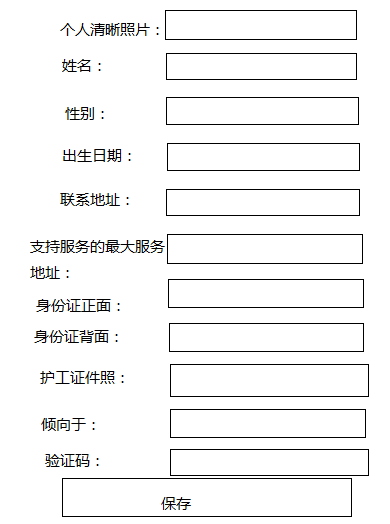 个人清晰照片：
姓名：
性别：
出生日期：
联系地址：
支持服务的最大服务
地址：
身份证正面：
身份证背面：
护工证件照：
倾向于：
验证码：
保存